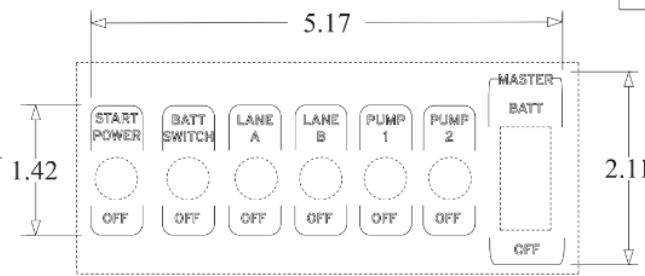 5.17
MASTER
BATT
START
POWER
BATT
SWITCH
LANE
A
LANE
B
PUMP
1
PUMP
2
1.42
2.11
OFF
OFF
OFF
OFF
OFF
OFF
OFF